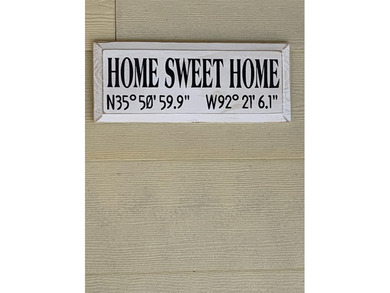 HOME SWEET HOME
N35° 50' 59.9" W92° 21' 6.1"